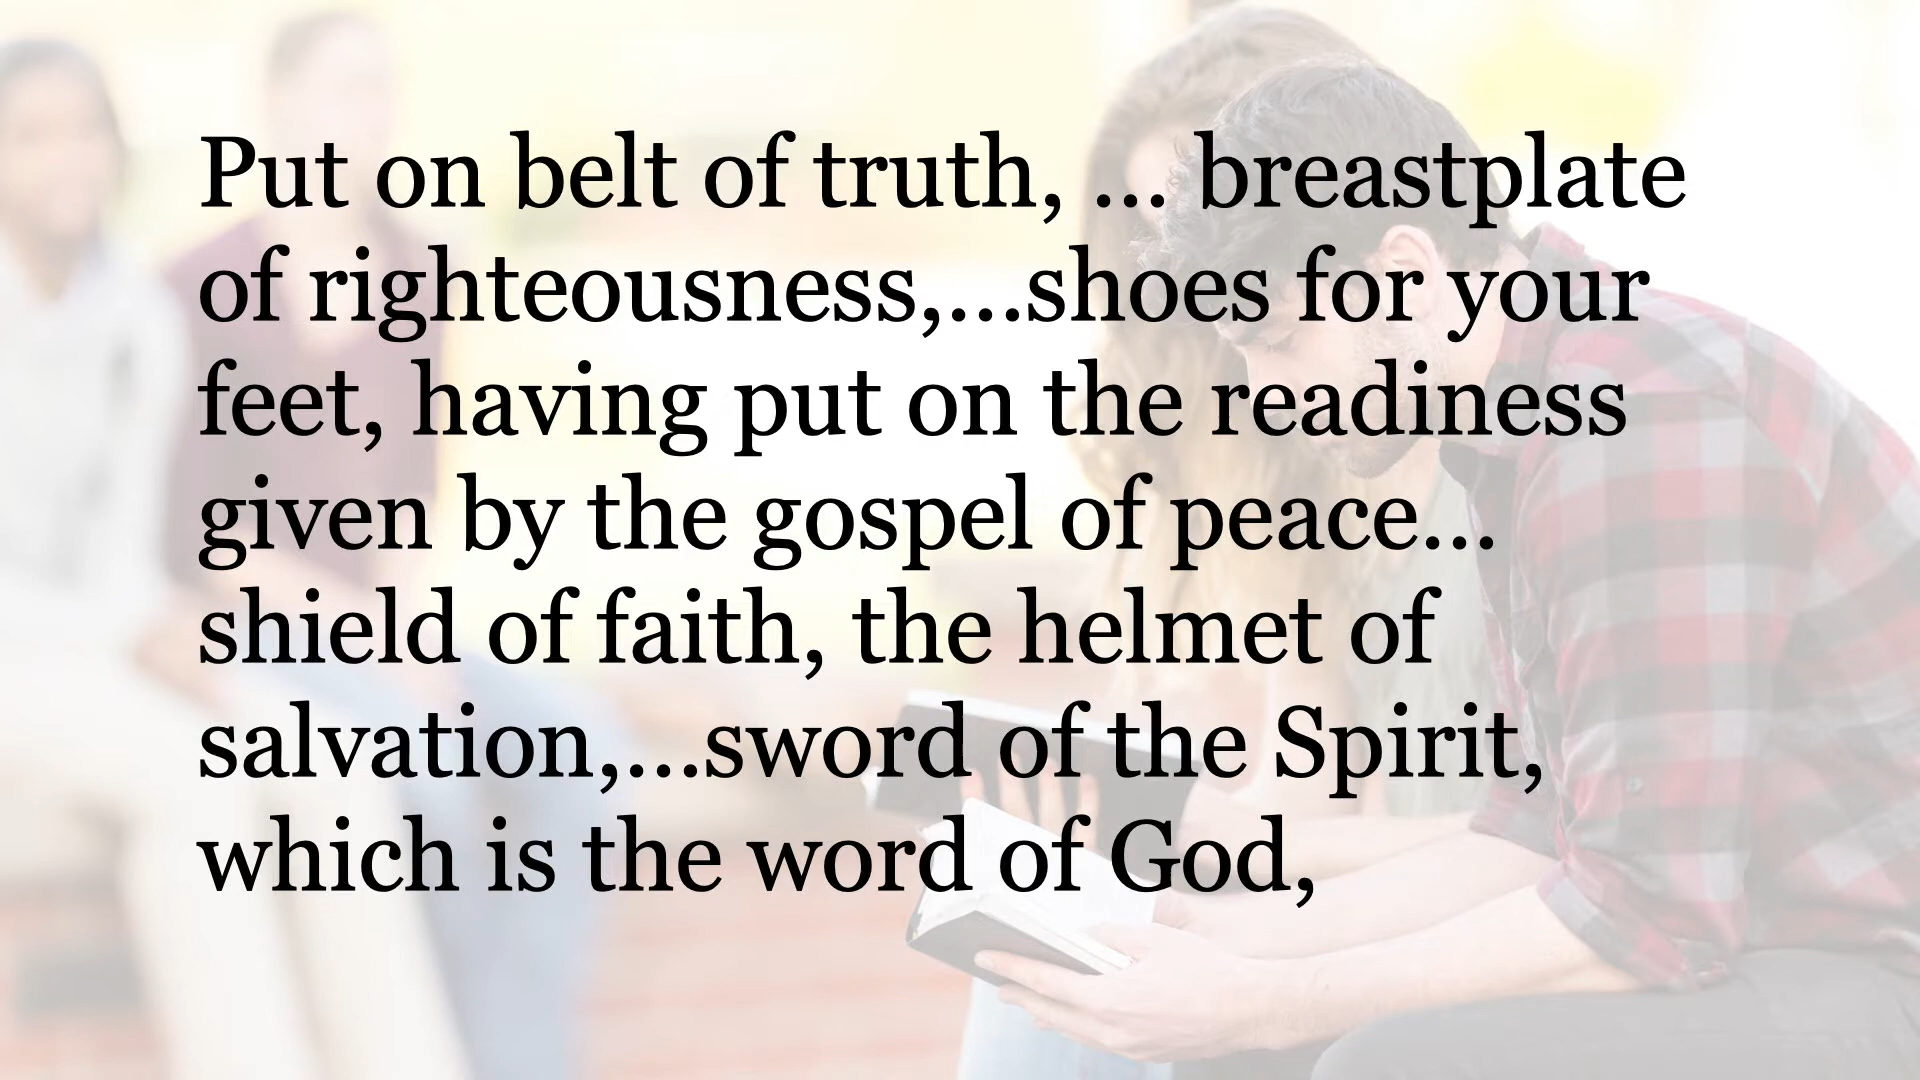 Put on belt of truth, ... breastplate
of righteousness,...shoes for your
feet, having put on the readiness
given by the gospel of peace...
shield of faith, the helmet of
salvation,...sword of the Spirit,
which is the word of God,